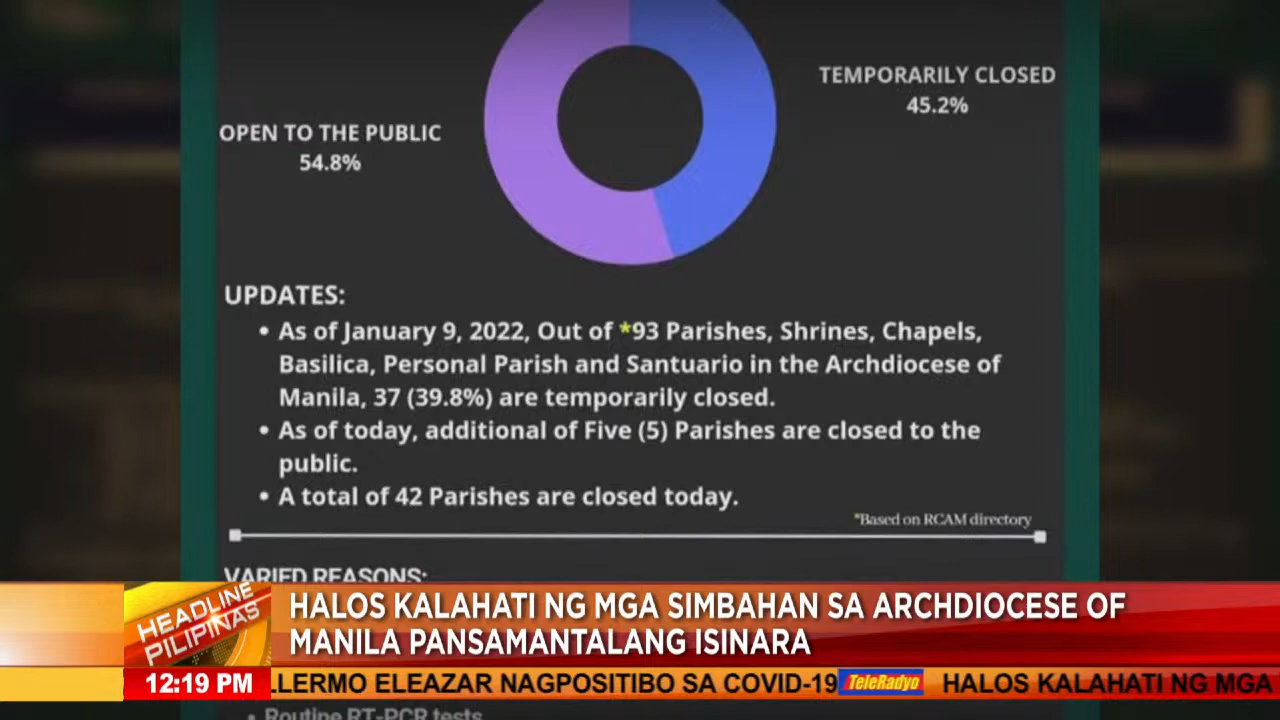 TEMPORARILY CLOSED
45.2%
OPEN TO THE PUBLIC
54.8%
UPDATES:
• As of January 9, 2022, Out of *93 Parishes, Shrines, Chapels,
Basilica, Personal Parish and Santuario in the Archdiocese of
Manila, 37 (39.8%) are temporarily closed.
• As of today, additional of Five (5) Parishes are closed to the
public.
• A total of 42 Parishes are closed today.
*Based on RCAM directory
VARIED REASONS:
HEADLINE
PILIPINAS
HALOS KALAHATI NG MGA SIMBAHAN SA ARCHDIOCESE OF
MANILA PANSAMANTALANG ISINARA
12:19 PM
LLERMO ELEAZAR NAGPOSITIBO SA COVID-19 TeleRadyo HALOS KALAHATI NG MGA
• Routine RT-PCR tests